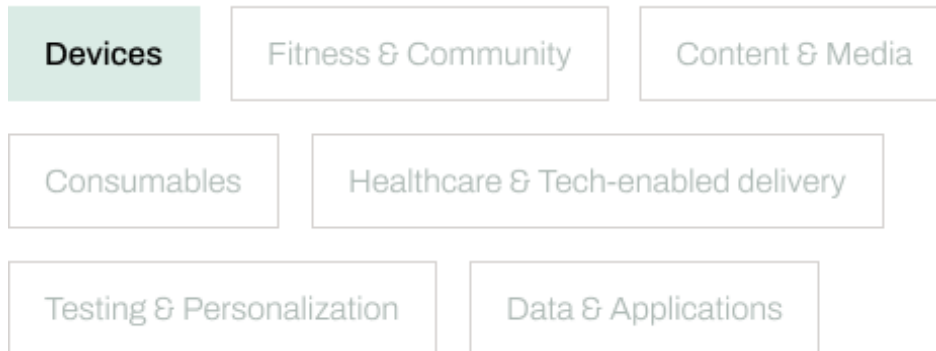 Devices Fitness & Community Content & Media
Consumables Healthcare & Tech-enabled delivery
Testing & Personalization Data & Applications